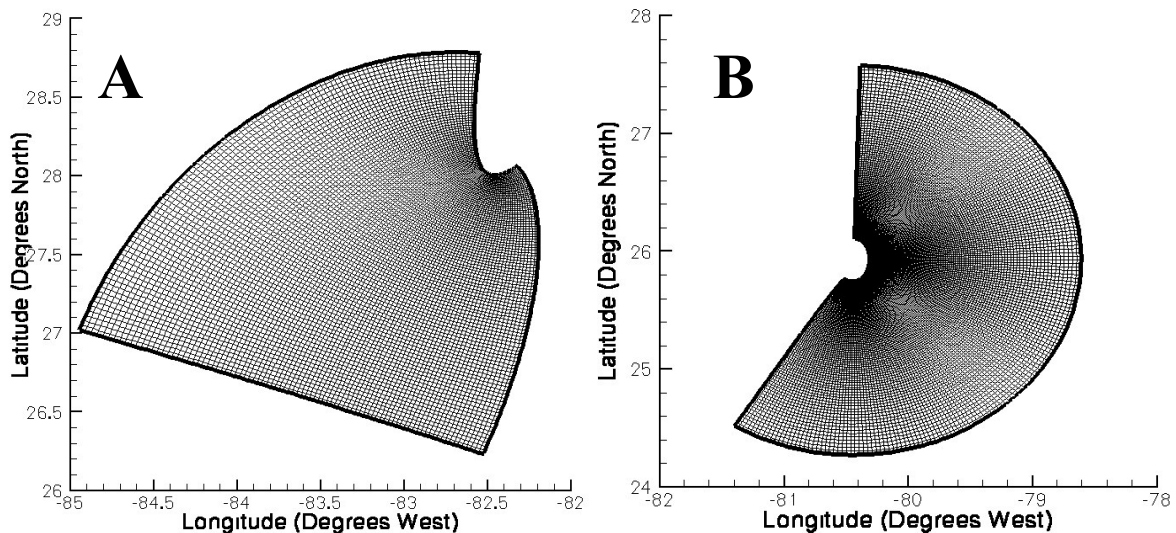 A
29
28.5
28
27.5
27
26.5
26
Latitude (Degrees North)
-85 -84.5 -84 -83.5 -83 -82.5 -82
Longitude (Degrees West)
B
28
27
26
25
24
Latitude (Degrees North)
-82 -81 -80 -79 -78
Longitude (Degrees West)